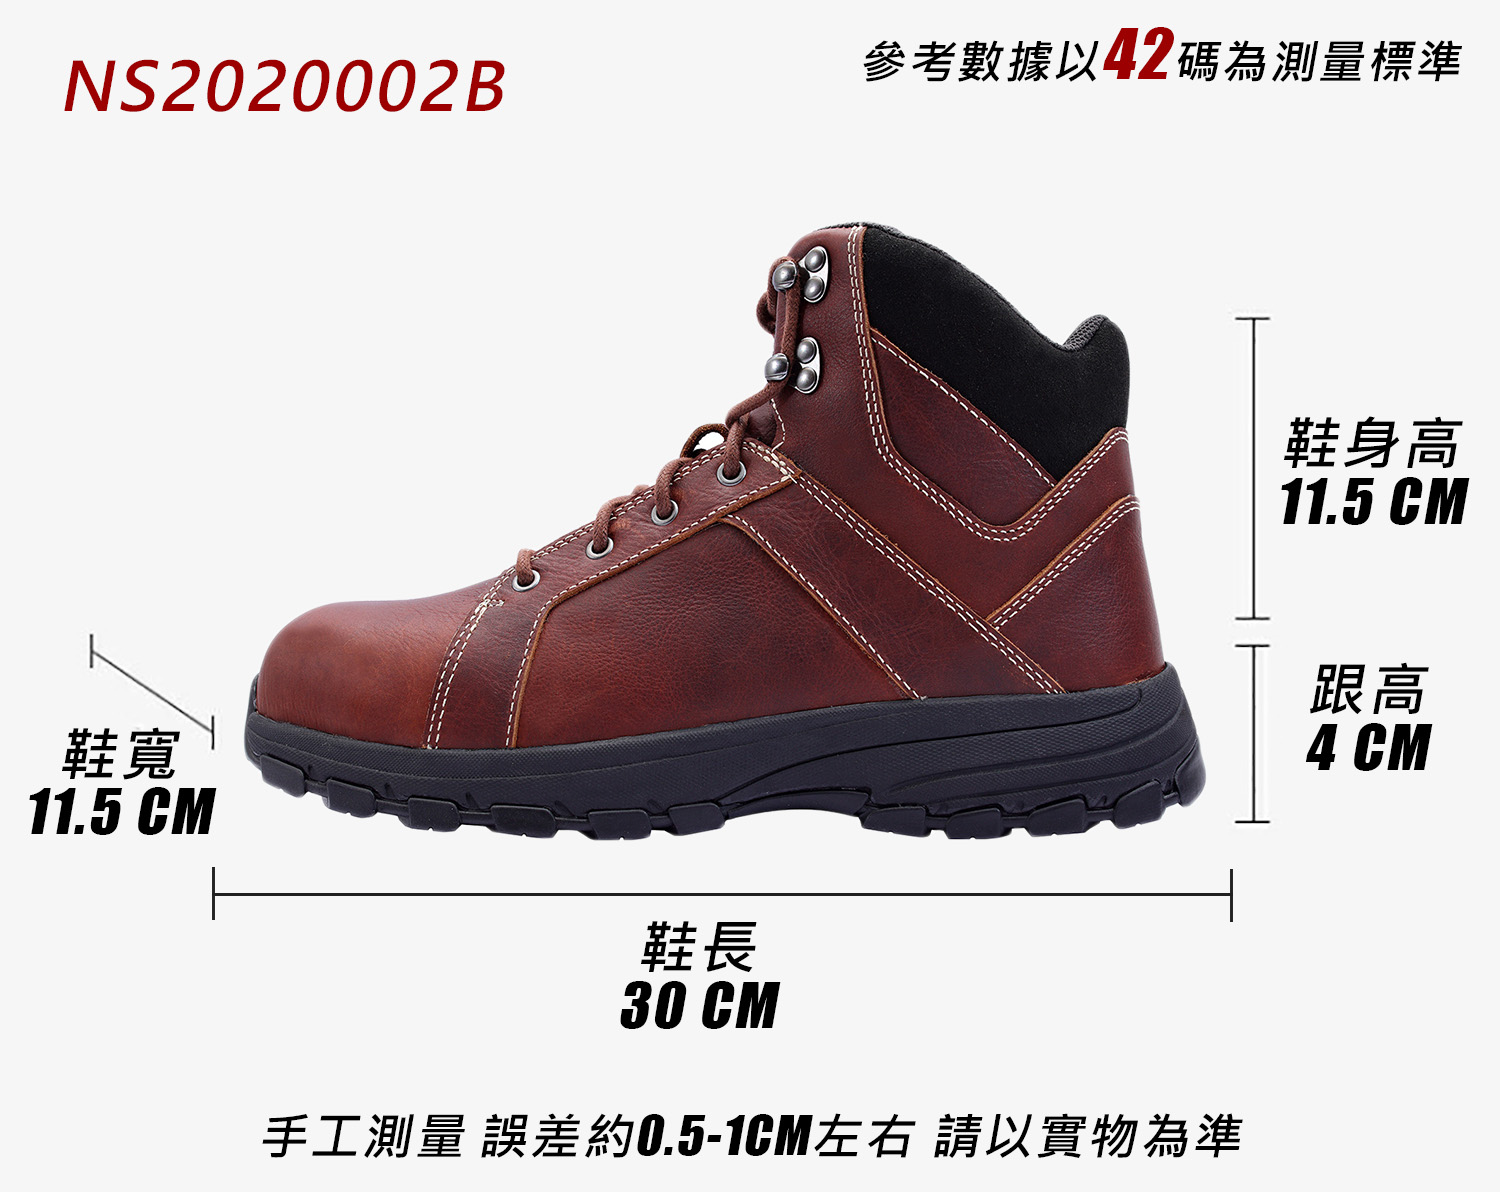 NS2020002B
參考數據以42碼為測量標準
鞋身高
11.5 CM
跟高
4 CM
鞋寬
11.5 CM
鞋長
30 CM
手工測量 誤差約0.5-1CM左右 請以實物為準